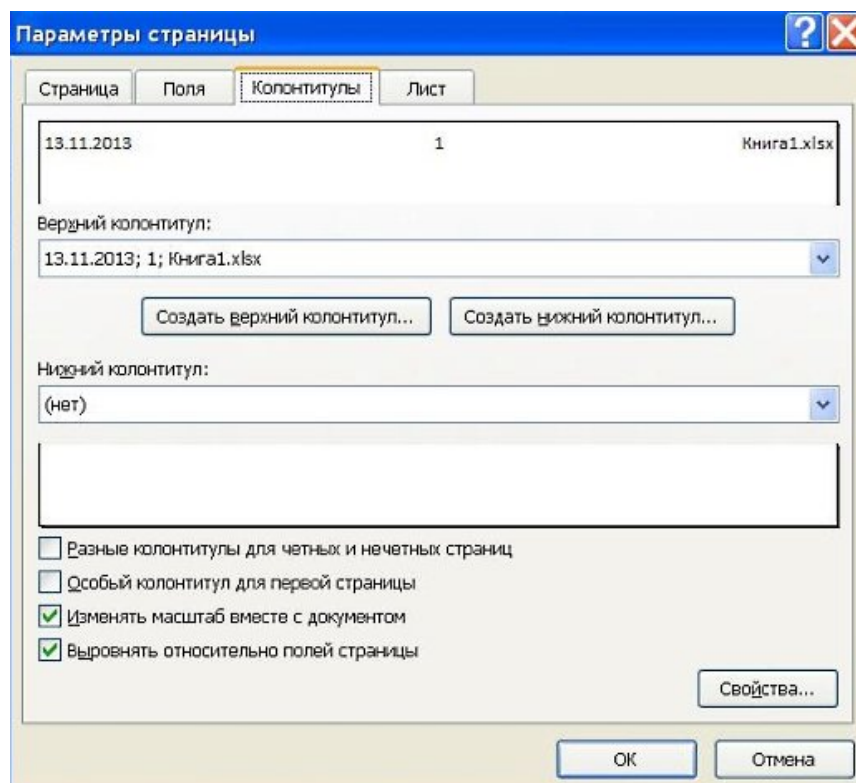 Параметры страницы
Страница Поля Колонтитулы Лист
13.11.2013 1 Книга1.xlsx
Верхний колонтитул:
13.11.2013; 1; Книга1.xlsx
Создать верхний колонтитул... Создать нижний колонтитул...
Нижний колонтитул:
(нет)
Разные колонтитулы для четных и нечетных страниц
Особый колонтитул для первой страницы
Изменять масштаб вместе с документом
Выровнять относительно полей страницы
Свойства...
ОК Отмена